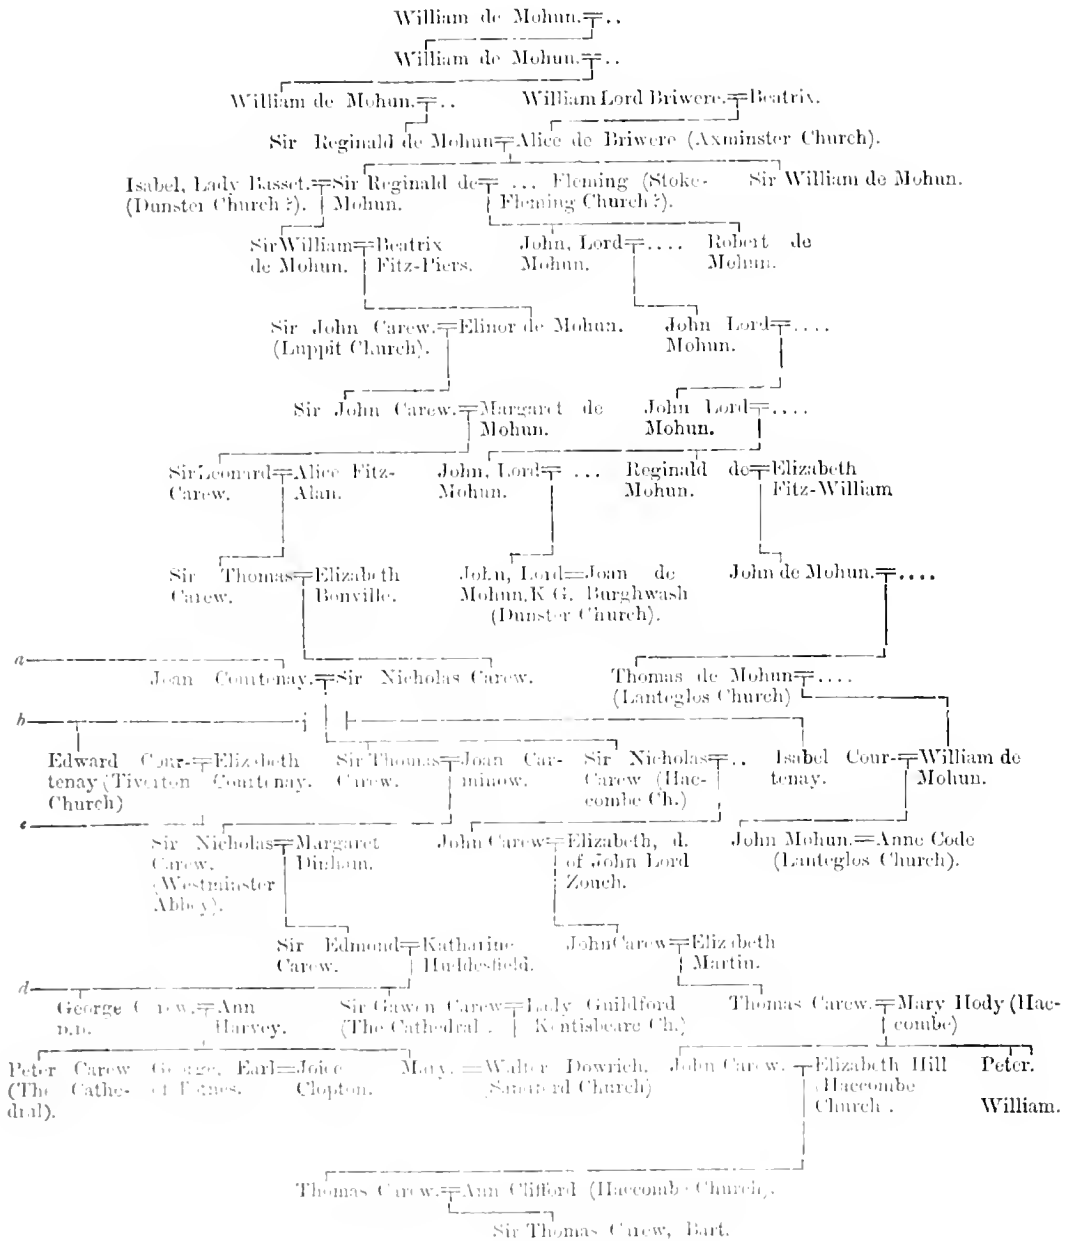 William de Mohun.=..
William de Mohun.=..
William de Mohun.=.. William Lord Briwere.=Beatrix.
Sir Reginald de Mohun=Alice de Briwere (Axminster Church).
Isabel, Lady Basset.=Sir Reginald de= ... Fleming (Stoke- Sir William de Mohun.
(Dunster Church ?). Mohun. Fleming Church ?).
Sir William=Beatrix John, Lord=.... Robert de
de Mohun. Fitz-Piers. Mohun. Mohun.
Sir John Carew.=Elinor de Mohun. John Lord=....
(Luppit Church). Mohun.
Sir John Carew.=Margaret de John Lord=....
Mohun. Mohun.
Sir Leonard=Alice Fitz- John, Lord= ... Reginald de=Elizabeth
Carew. Alan. Mohun. Mohun. Fitz-William
Sir Thomas=Elizabeth John, Lord=Joan de John de Mohun.=....
Carew. Bonville. Mohun, K G. Burghwash
(Dunster Church).
a
Joan Courtenay.=Sir Nicholas Carew. Thomas de Mohun=....
(Lanteglos Church)
b
Edward Cour-=Elizabeth Sir Thomas=Joan Car- Sir Nicholas=.. Isabel Cour-=William de
tenay (Tiverton Courtenay. Carew. minow. Carew (Hac- tenay. Mohun.
Church) combe Ch.)
c
Sir Nicholas=Margaret John Carew=Elizabeth, d. John Mohun.=Anne Code
Carew. Dinham. of John Lord (Lanteglos Church).
(Westminster Zouch.
Abbey).
Sir Edmond=Katharine John Carew=Elizabeth
Carew. Huddesfield. Martin.
d
George Carew.=Ann Sir Gawen Carew=Lady Guildford Thomas Carew.=Mary Hody (Hac-
D.D. Harvey. (The Cathedral . Kentisbeare Ch.) combe)
Peter Carew George, Earl=Joice Mary.=Walter Dowrich. John Carew.=Elizabeth Hill Peter.
(The Cathe- of Totnes. Clopton. (Sandford Church) (Haccombe
dral). Church . William.
Thomas Carew.=Ann Clifford (Haccombe Church).
Sir Thomas Carew, Bart.